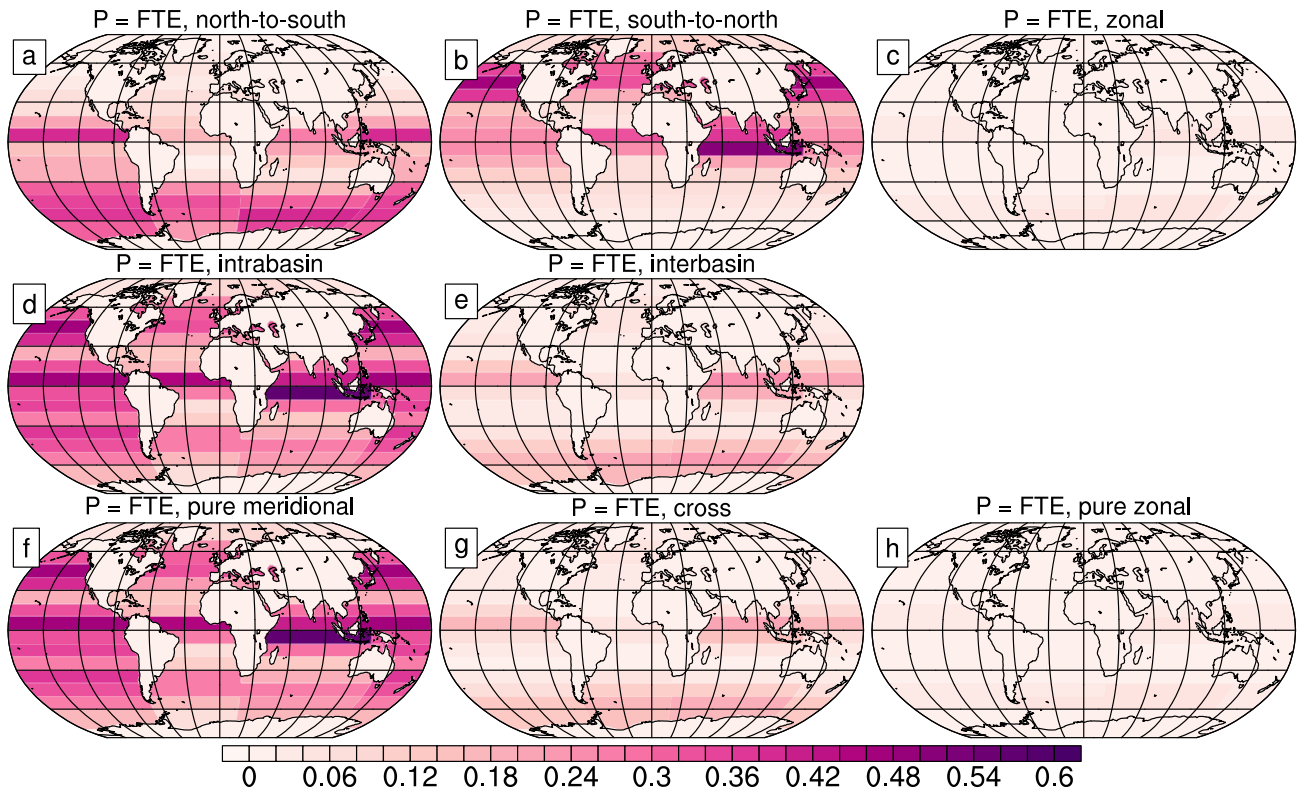 P = FTE, north-to-south
P = FTE, south-to-north
P = FTE, zonal
a
b
c
P = FTE, intrabasin
P = FTE, interbasin
d
e
P = FTE, pure meridional
P = FTE, cross
P = FTE, pure zonal
f
g
h
0 0.06 0.12 0.18 0.24 0.3 0.36 0.42 0.48 0.54 0.6